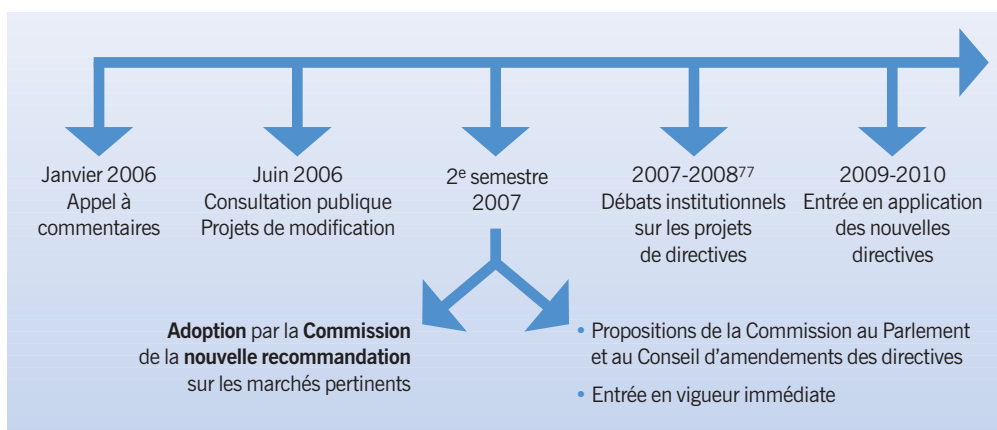 Janvier 2006
Appel à
commentaires
Juin 2006
Consultation publique
Projets de modification
2e semestre
2007
2007-200877
Débats institutionnels
sur les projets
de directives
2009-2010
Entrée en application
des nouvelles
directives
Adoption par la Commission
de la nouvelle recommandation
sur les marchés pertinents
• Propositions de la Commission au Parlement
et au Conseil d'amendements des directives
• Entrée en vigueur immédiate